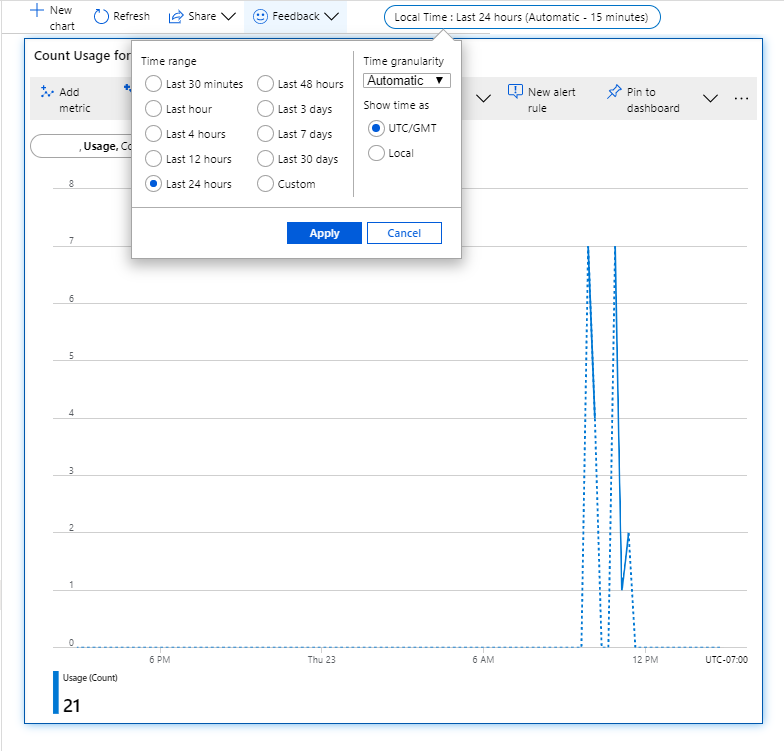 New
chart
Refresh
Share
Feedback
Local Time : Last 24 hours (Automatic - 15 minutes)
Count Usage for
Time range
Last 30 minutes
Last hour
Last 4 hours
Last 12 hours
Last 24 hours
Last 48 hours
Last 3 days
Last 7 days
Last 30 days
Custom
Time granularity
Automatic
Show time as
UTC/GMT
Local
Apply
Cancel
Add
metric
New alert
rule
Pin to
dashboard
...
, Usage, Co
8
7
6
5
4
3
2
1
0
6 PM
Thu 23
6 AM
12 PM
UTC-07:00
Usage (Count)
21